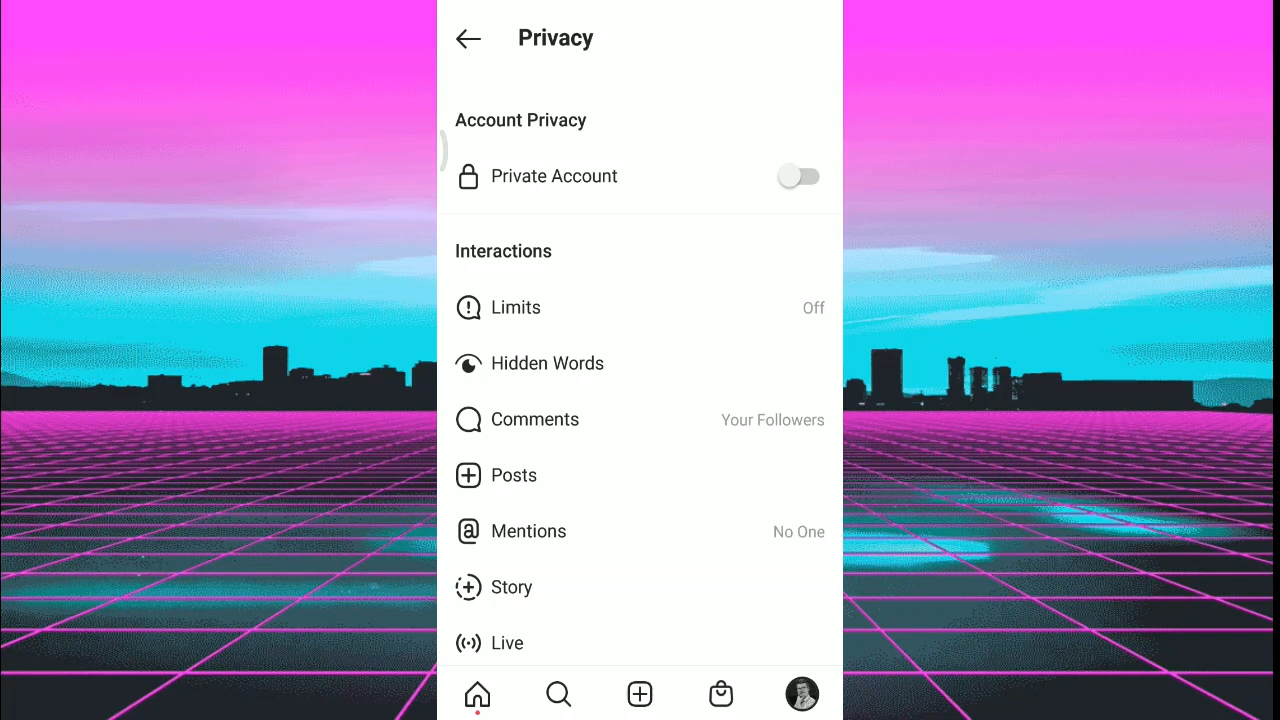 Privacy
Account Privacy
Private Account
Interactions
Limits Off
Hidden Words
Comments Your Followers
Posts
Mentions No One
Story
Live